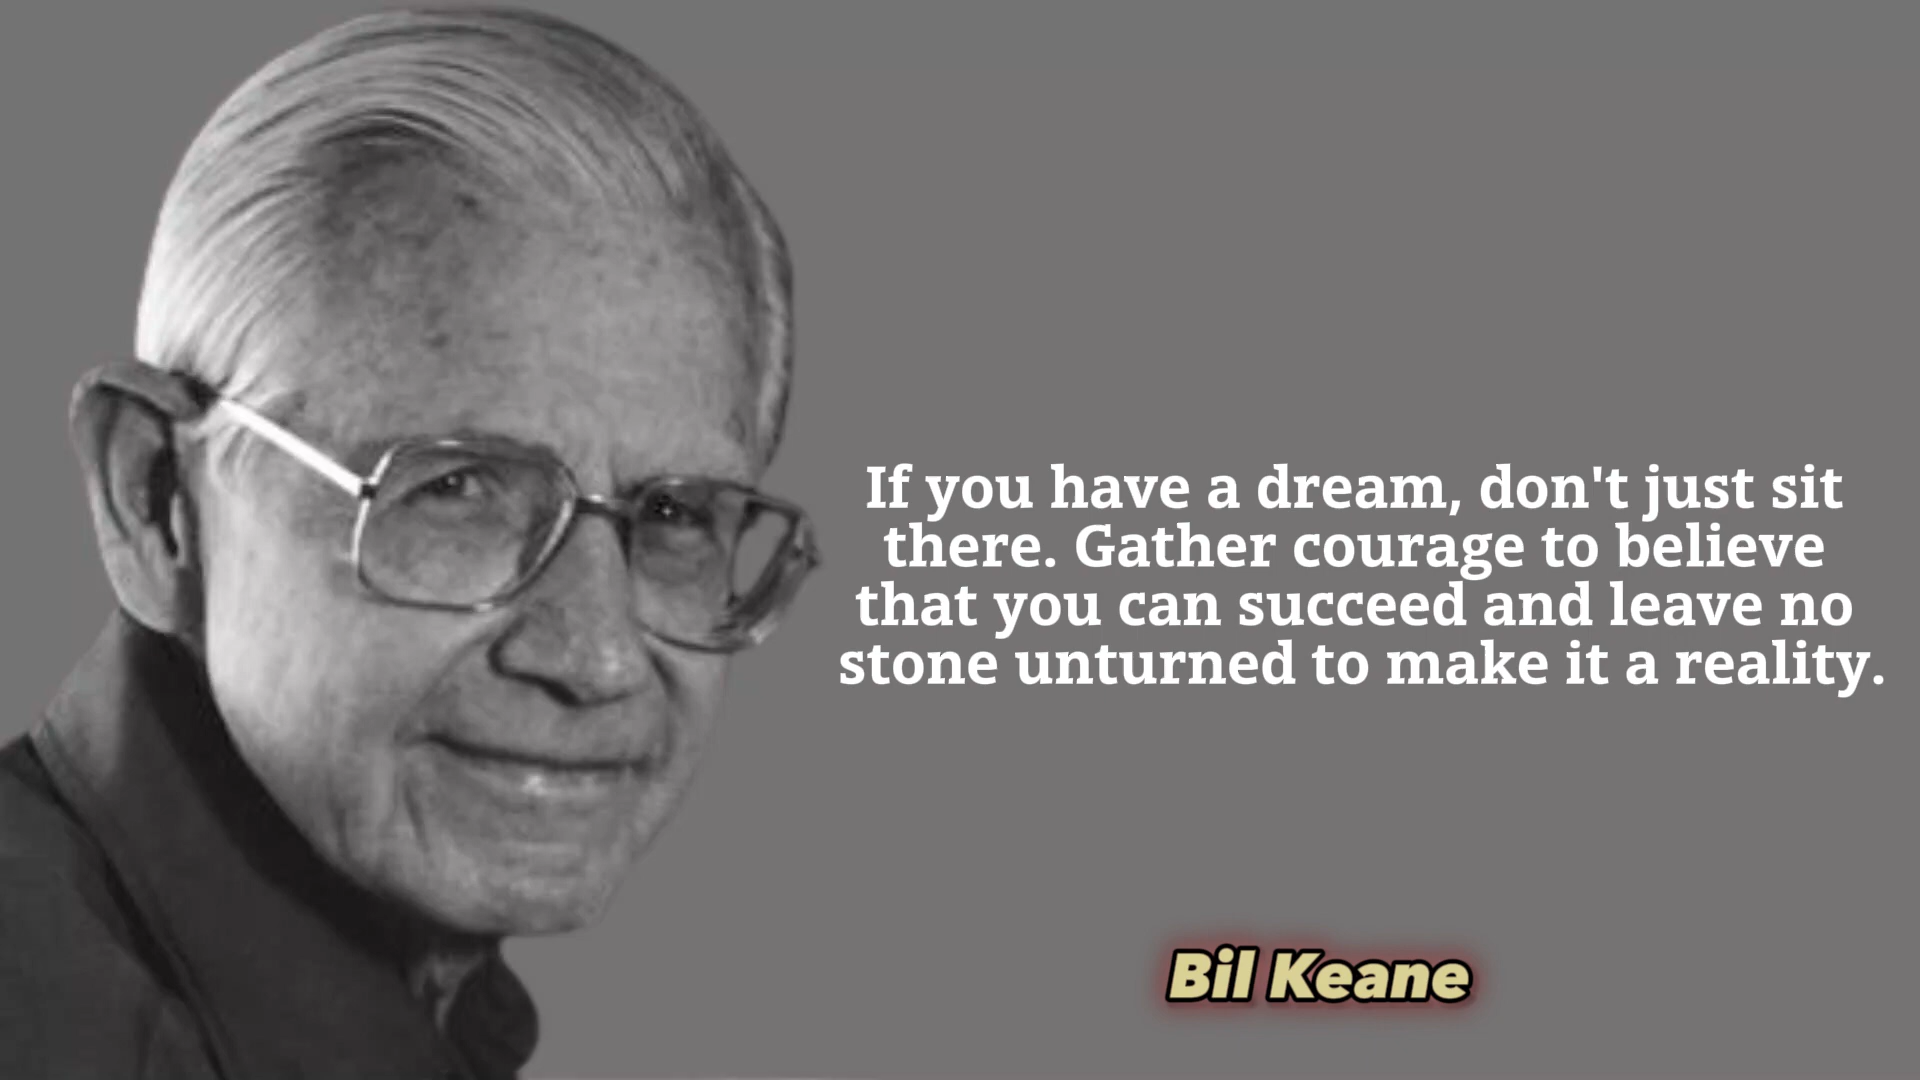 If you have a dream, don't just sit
there. Gather courage to believe
that you can succeed and leave no
stone unturned to make it a reality.
Bil Keane